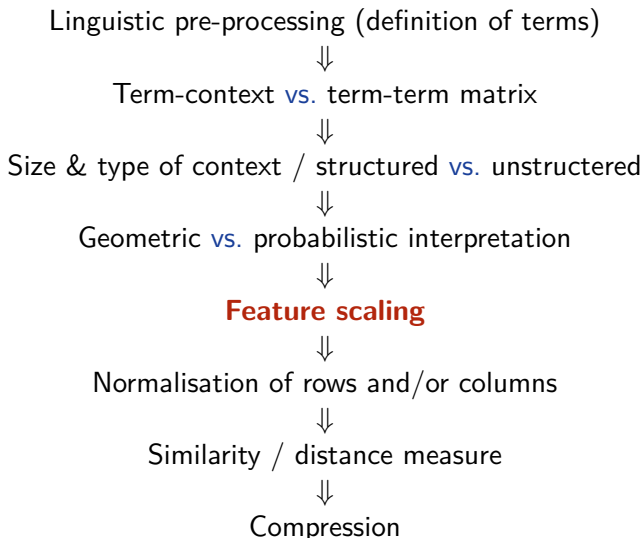 Linguistic pre-processing (definition of terms)
⇓
Term-context vs. term-term matrix
⇓
Size & type of context / structured vs. unstructered
⇓
Geometric vs. probabilistic interpretation
⇓
Feature scaling
⇓
Normalisation of rows and/or columns
⇓
Similarity / distance measure
⇓
Compression